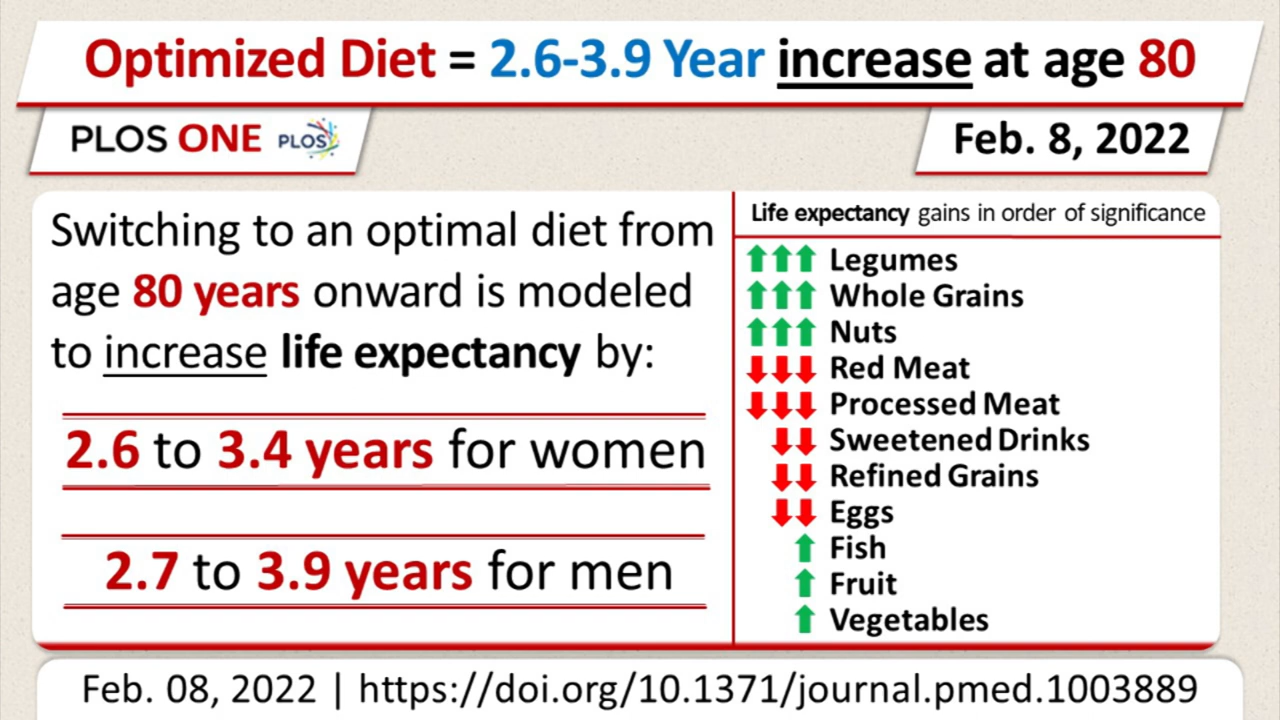 Optimized Diet = 2.6-3.9 Year increase at age 80
PLOS ONE PLOS
Feb. 8, 2022
Switching to an optimal diet from
age 80 years onward is modeled
to increase life expectancy by:
2.6 to 3.4 years for women
2.7 to 3.9 years for men
Life expectancy gains in order of significance
Legumes
Whole Grains
Nuts
Red Meat
Processed Meat
Sweetened Drinks
Refined Grains
Eggs
Fish
Fruit
Vegetables
Feb. 08, 2022 | https://doi.org/10.1371/journal.pmed.1003889